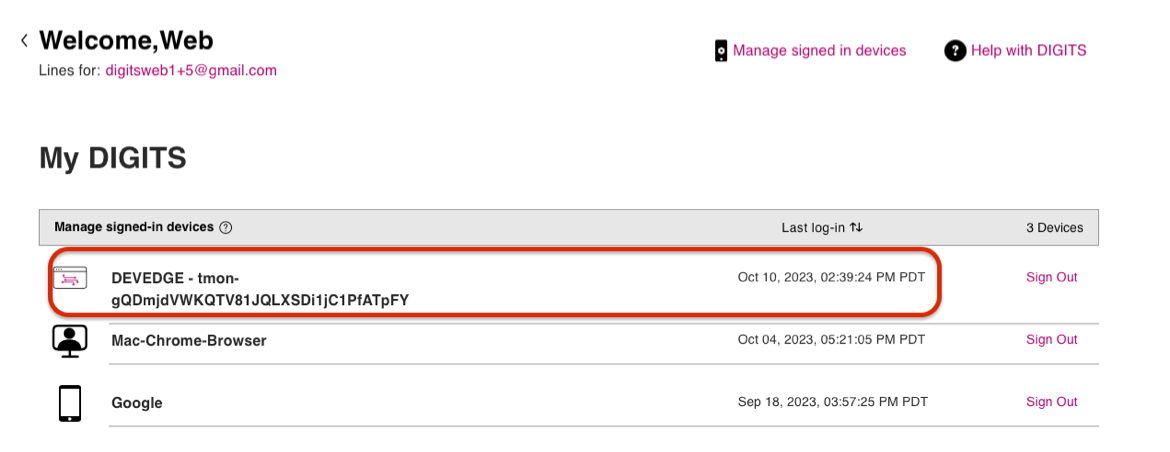 Welcome,Web
Manage signed in devices
Help with DIGITS
Lines for: digitsweb1+5@gmail.com
My DIGITS
Manage signed-in devices Last log-in 3 Devices
DEVEDGE - tmon- Oct 10, 2023, 02:39:24 PM PDT Sign Out
gQDmjdVWKQTV81JQLXSDi1jC1PfATpFY
Mac-Chrome-Browser Oct 04, 2023, 05:21:05 PM PDT Sign Out
Google Sep 18, 2023, 03:57:25 PM PDT Sign Out